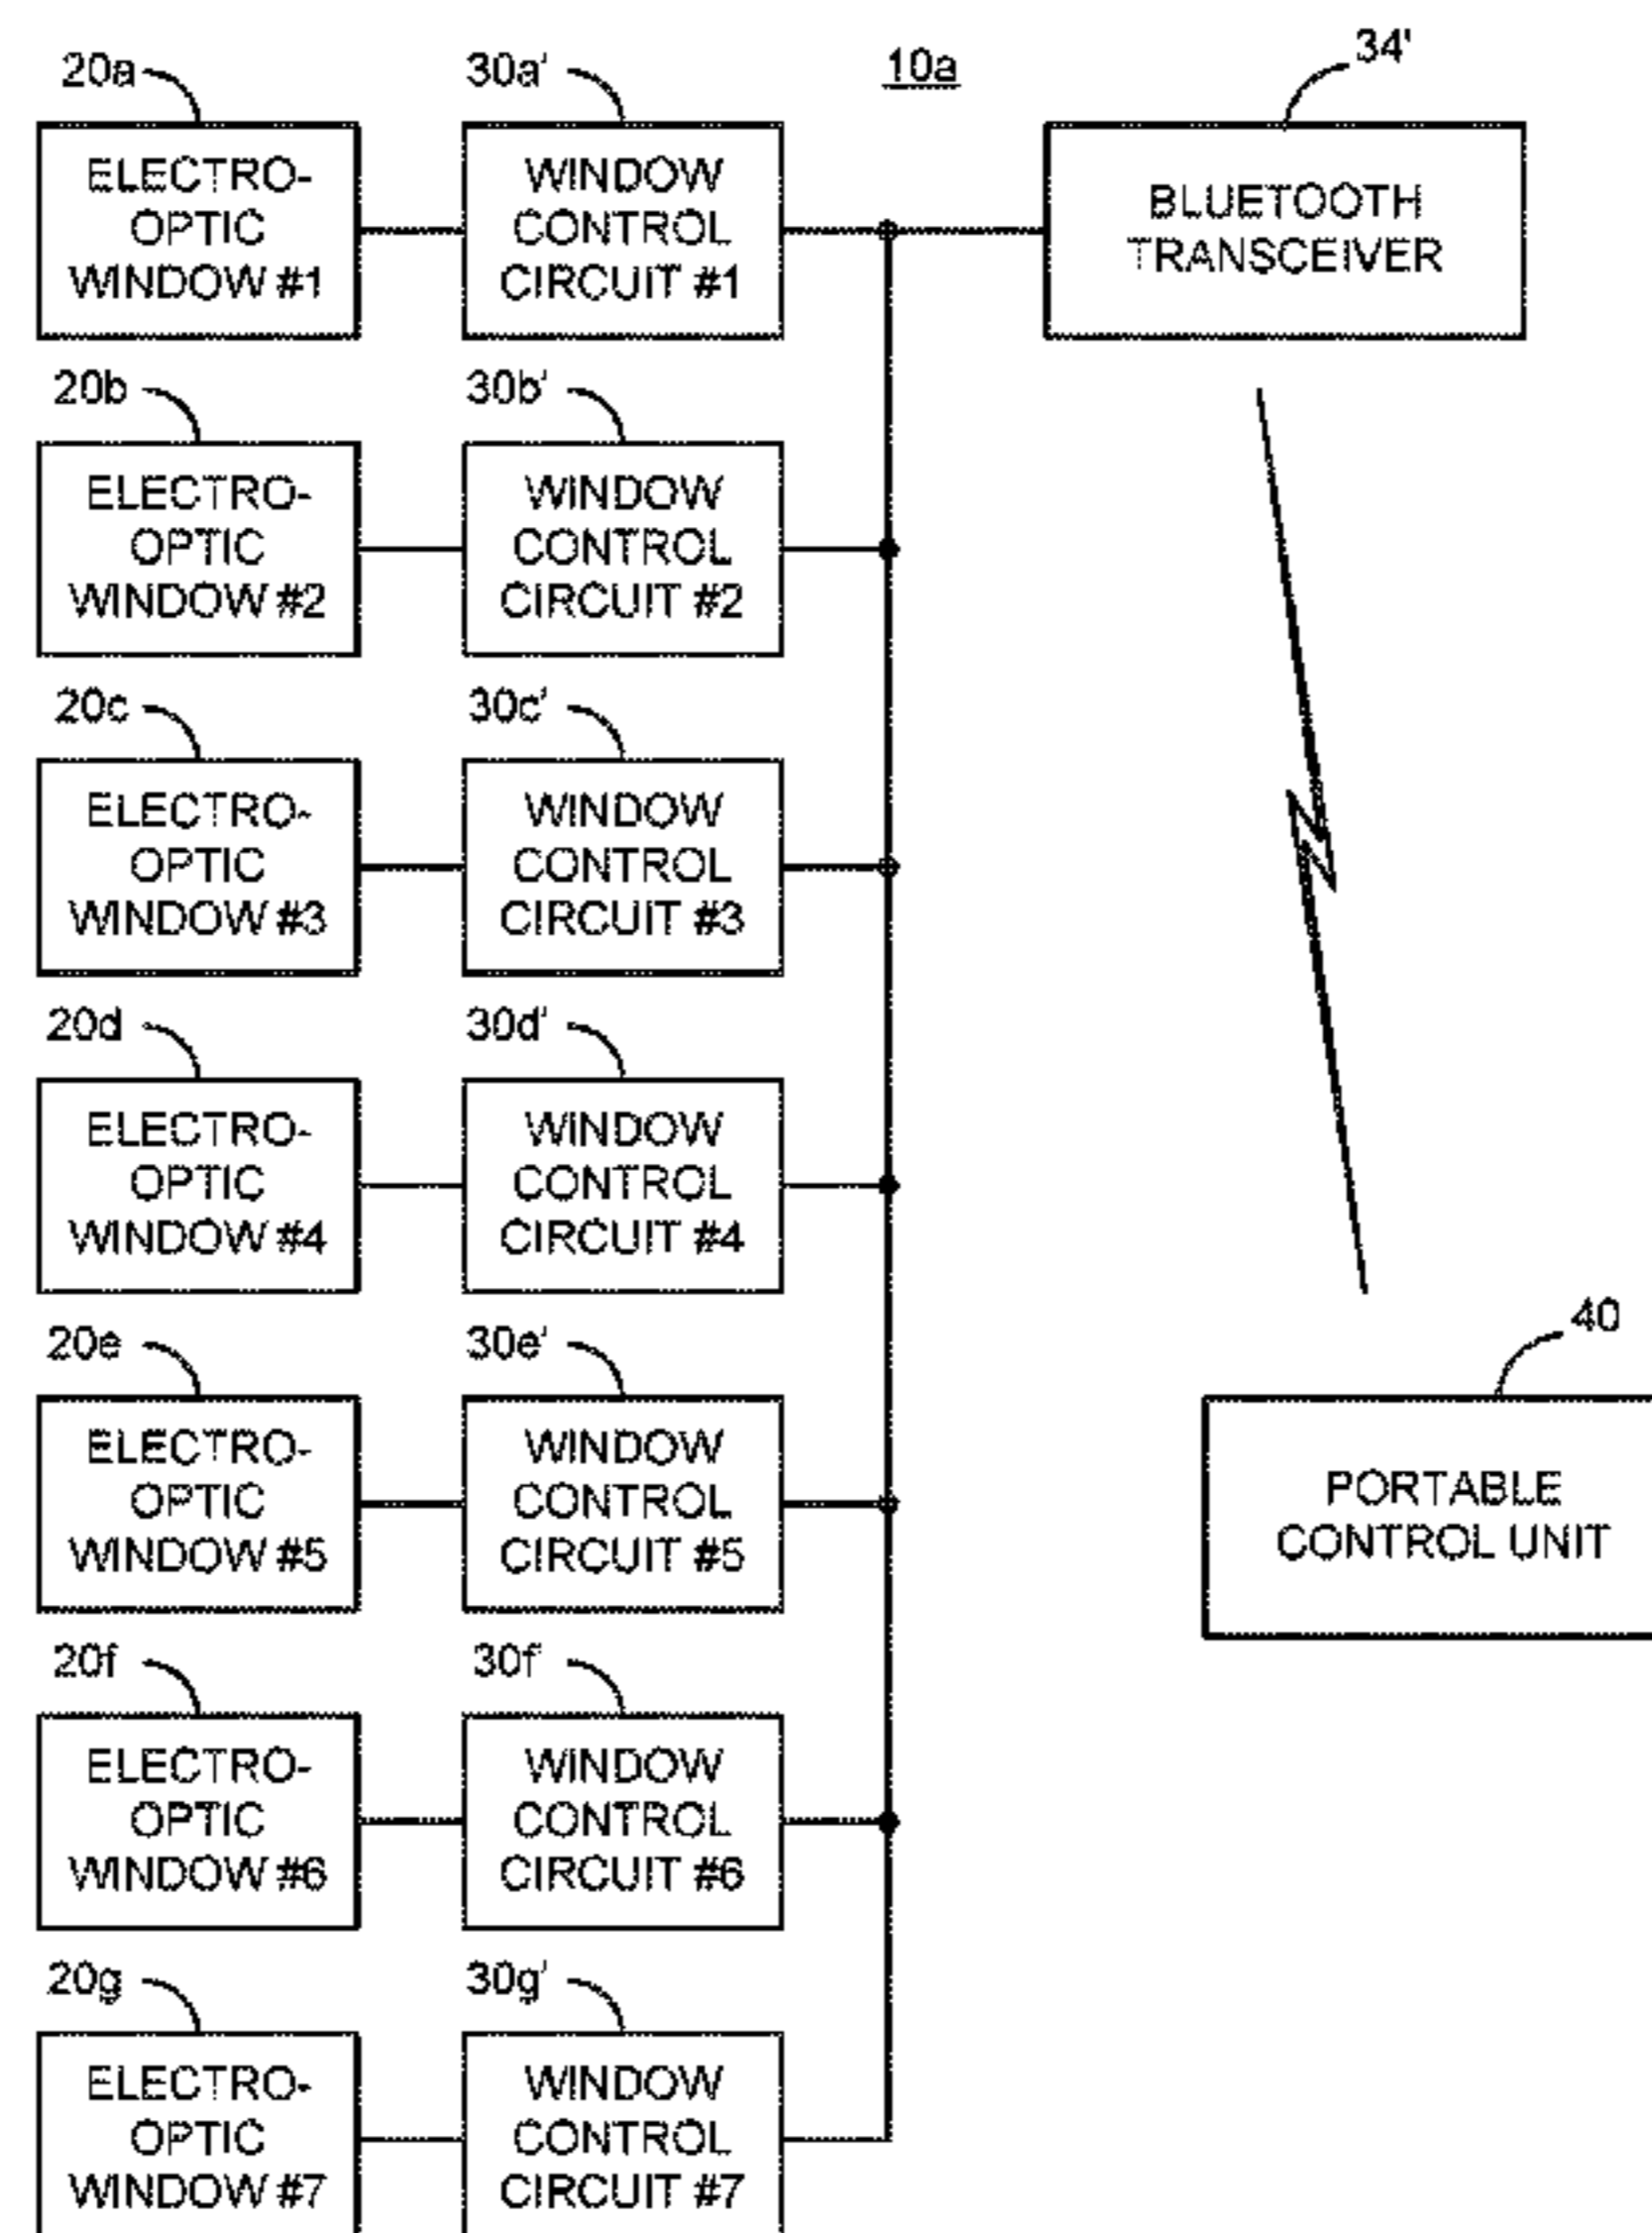 20a 30a' 10a 34'
ELECTRO-
OPTIC
WINDOW #1
WINDOW
CONTROL
CIRCUIT #1
BLUETOOTH
TRANSCEIVER
20b 30b'
ELECTRO-
OPTIC
WINDOW #2
WINDOW
CONTROL
CIRCUIT #2
20c 30c'
ELECTRO-
OPTIC
WINDOW #3
WINDOW
CONTROL
CIRCUIT #3
20d 30d'
ELECTRO-
OPTIC
WINDOW #4
WINDOW
CONTROL
CIRCUIT #4
20e 30e' 40
ELECTRO-
OPTIC
WINDOW #5
WINDOW
CONTROL
CIRCUIT #5
PORTABLE
CONTROL UNIT
20f 30f'
ELECTRO-
OPTIC
WINDOW #6
WINDOW
CONTROL
CIRCUIT #6
20g 30g'
ELECTRO-
OPTIC
WINDOW #7
WINDOW
CONTROL
CIRCUIT #7